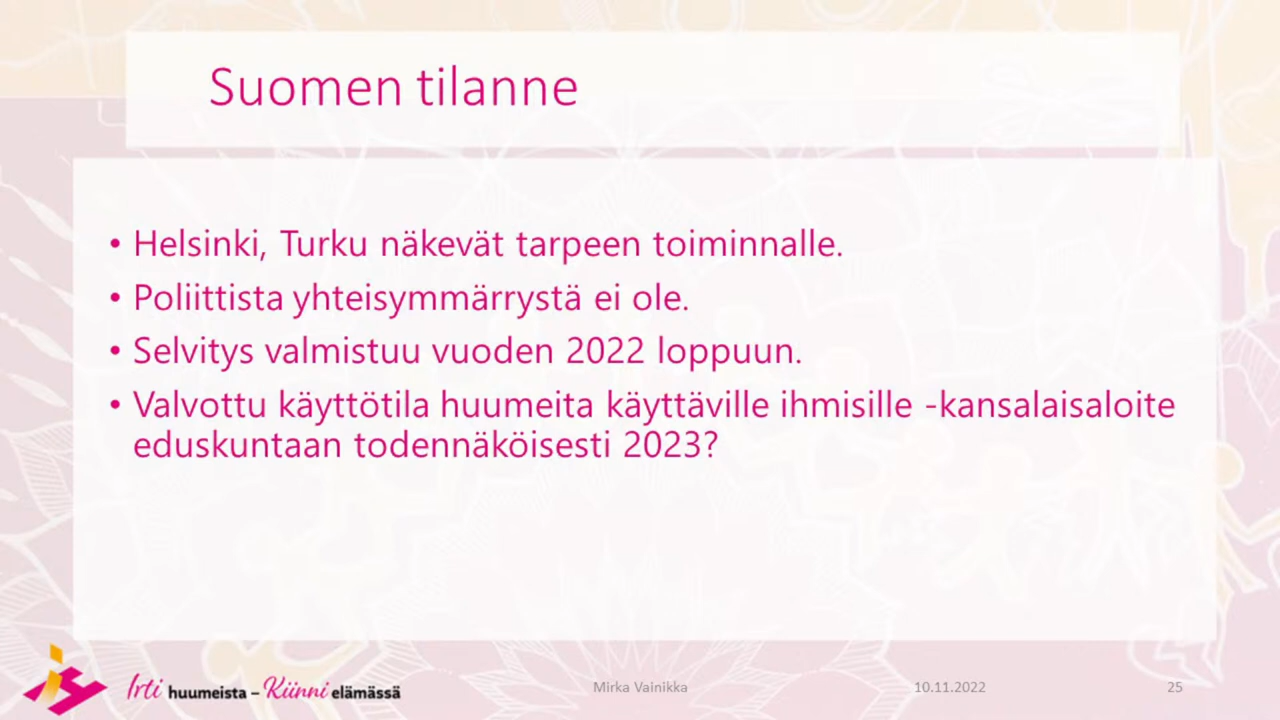 Suomen tilanne
• Helsinki, Turku näkevät tarpeen toiminnalle.
• Poliittista yhteisymmärrystä ei ole.
• Selvitys valmistuu vuoden 2022 loppuun.
• Valvottu käyttötila huumeita käyttäville ihmisille -kansalaisaloite
eduskuntaan todennäköisesti 2023?
Irti huumeista – Kiinni elämässä
Mirka Vainikka
10.11.2022
25